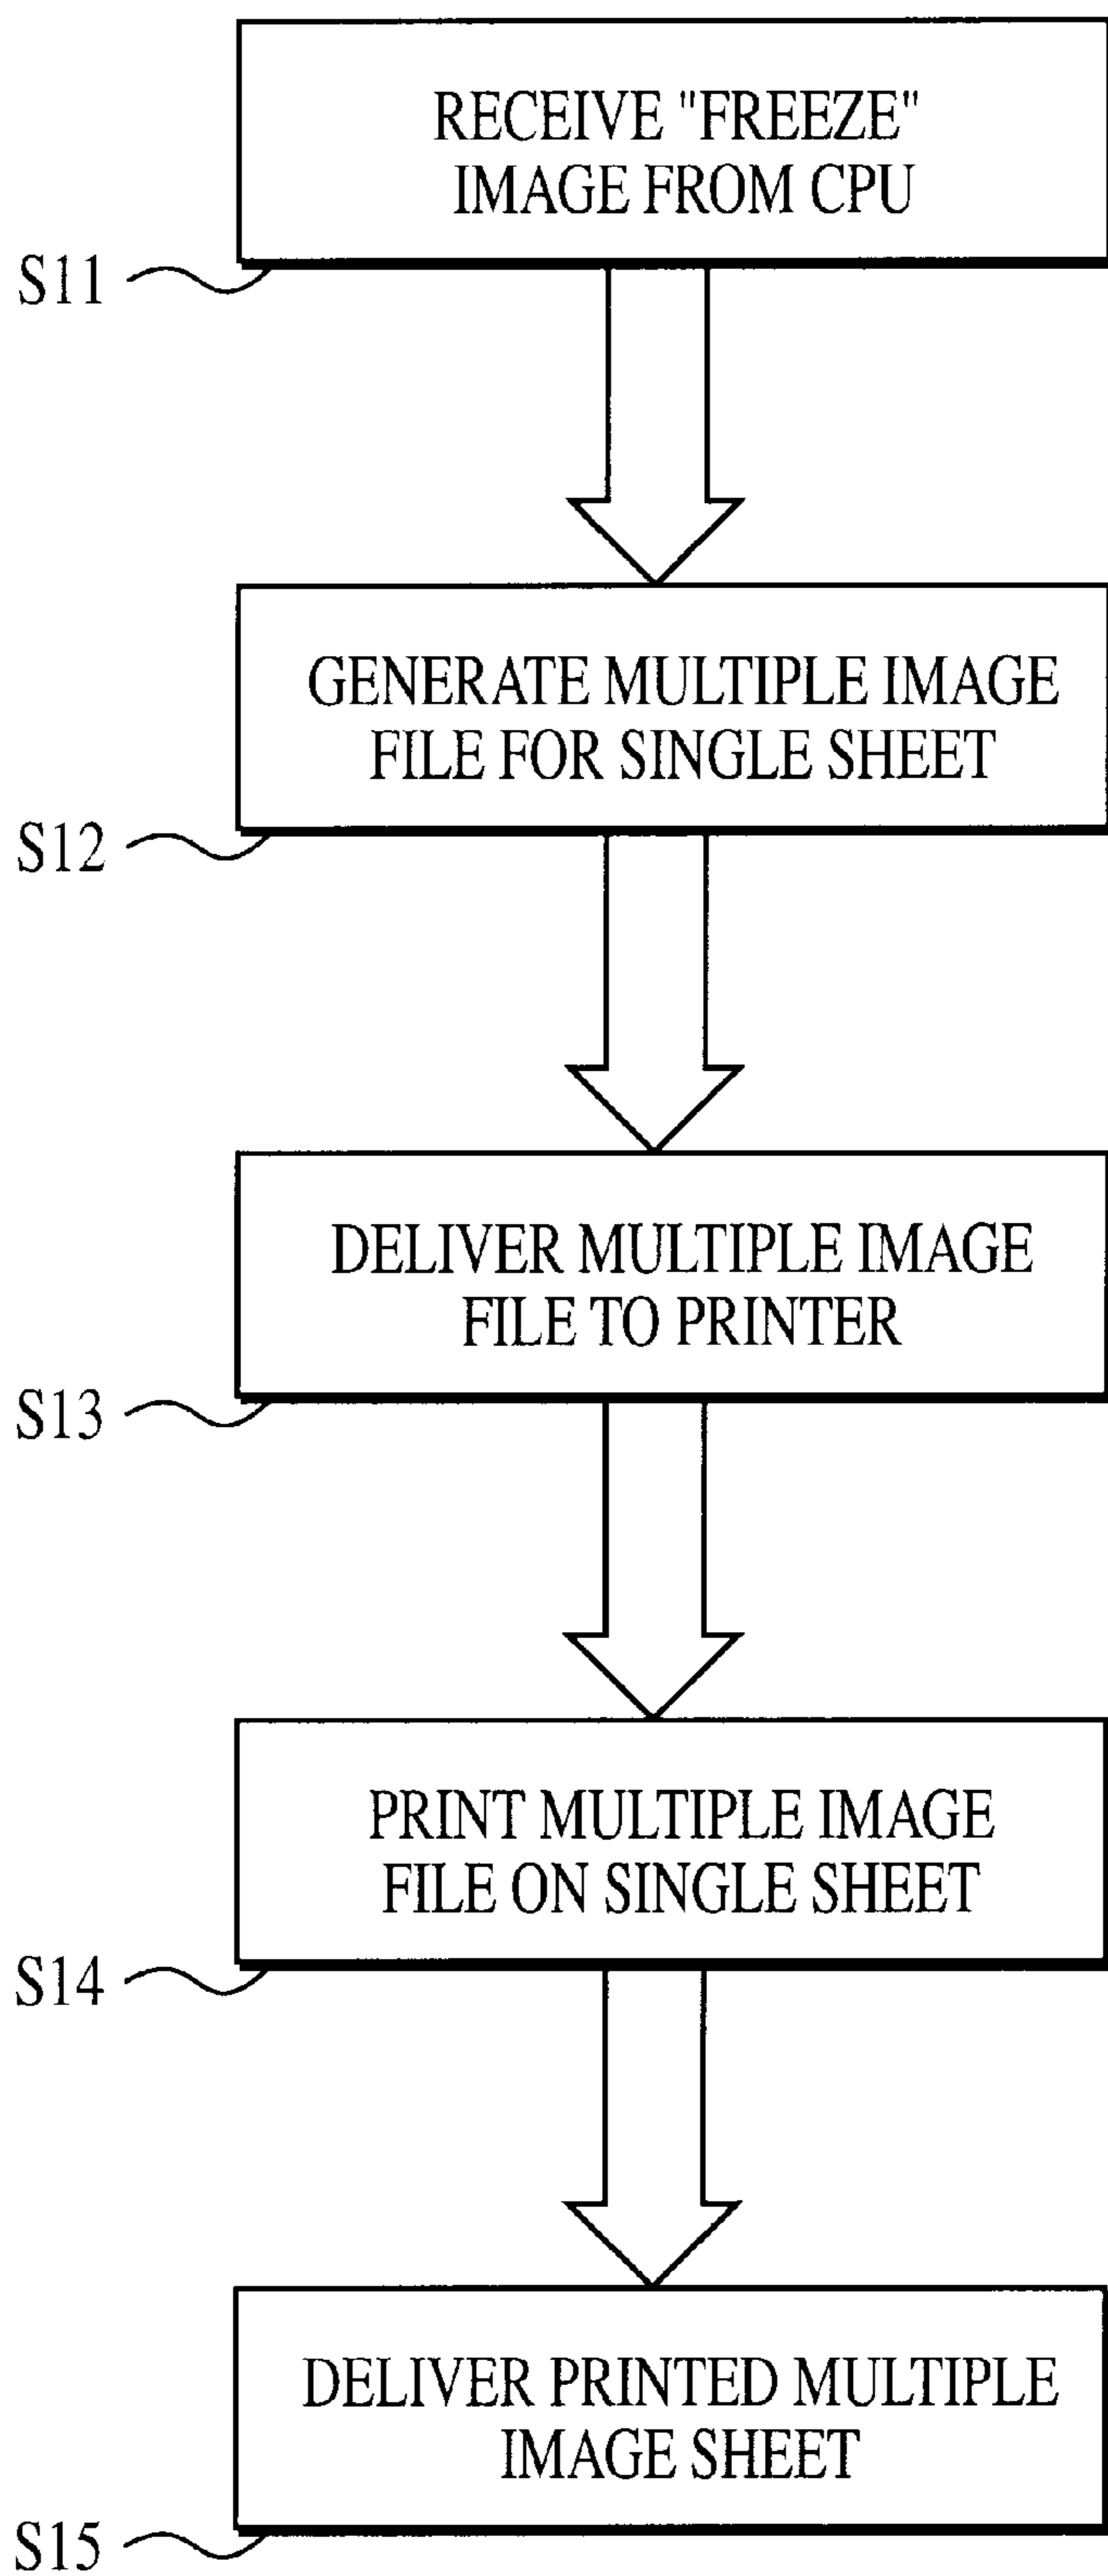 RECEIVE "FREEZE"
IMAGE FROM CPU
S11
GENERATE MULTIPLE IMAGE
FILE FOR SINGLE SHEET
S12
DELIVER MULTIPLE IMAGE
FILE TO PRINTER
S13
PRINT MULTIPLE IMAGE
FILE ON SINGLE SHEET
S14
DELIVER PRINTED MULTIPLE
IMAGE SHEET
S15